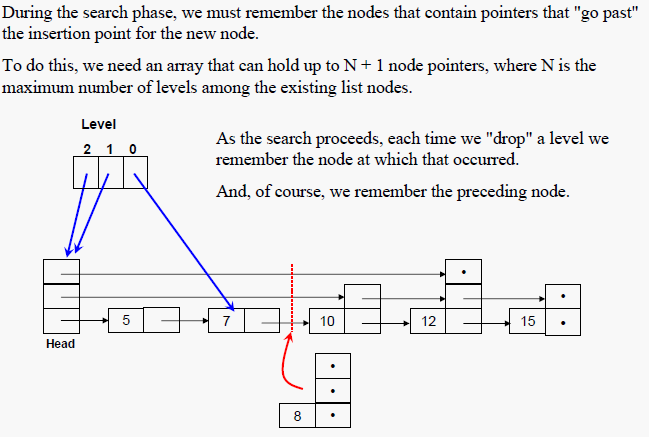 During the search phase, we must remember the nodes that contain pointers that "go past"
the insertion point for the new node.
To do this, we need an array that can hold up to N + 1 node pointers, where N is the
maximum number of levels among the existing list nodes.
Level
2 1 0
As the search proceeds, each time we "drop" a level we
remember the node at which that occurred.
And, of course, we remember the preceding node.
5 7 10 12 15
Head
8